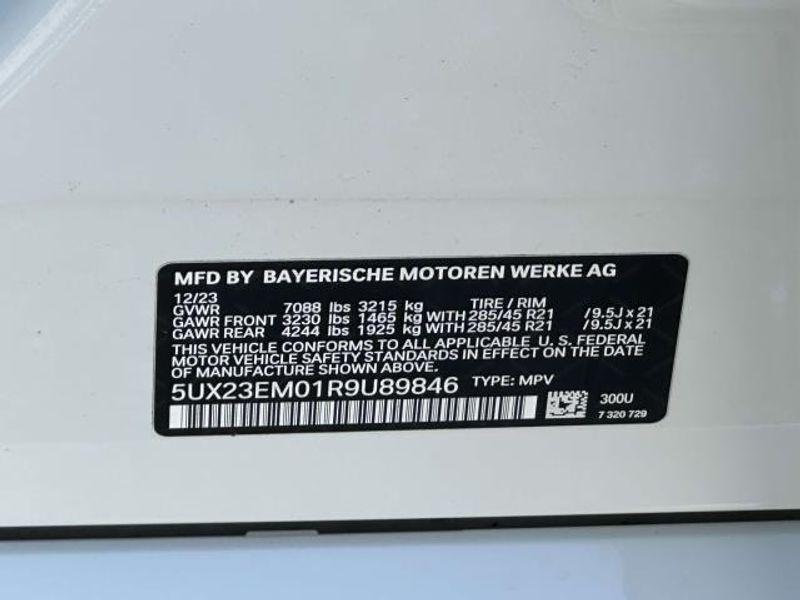 MFD BY BAYERISCHE MOTOREN WERKE AG
12/23
GVWR 7088 lbs 3215 kg TIRE / RIM
GAWR FRONT 3230 lbs 1465 kg WITH 285/45 R21 / 9.5J x 21
GAWR REAR 4244 lbs 1925 kg WITH 285/45 R21 / 9.5J x 21
THIS VEHICLE CONFORMS TO ALL APPLICABLE U. S. FEDERAL
MOTOR VEHICLE SAFETY STANDARDS IN EFFECT ON THE DATE
OF MANUFACTURE SHOWN ABOVE.
5UX23EM01R9U89846 TYPE: MPV
300U
7 320 729